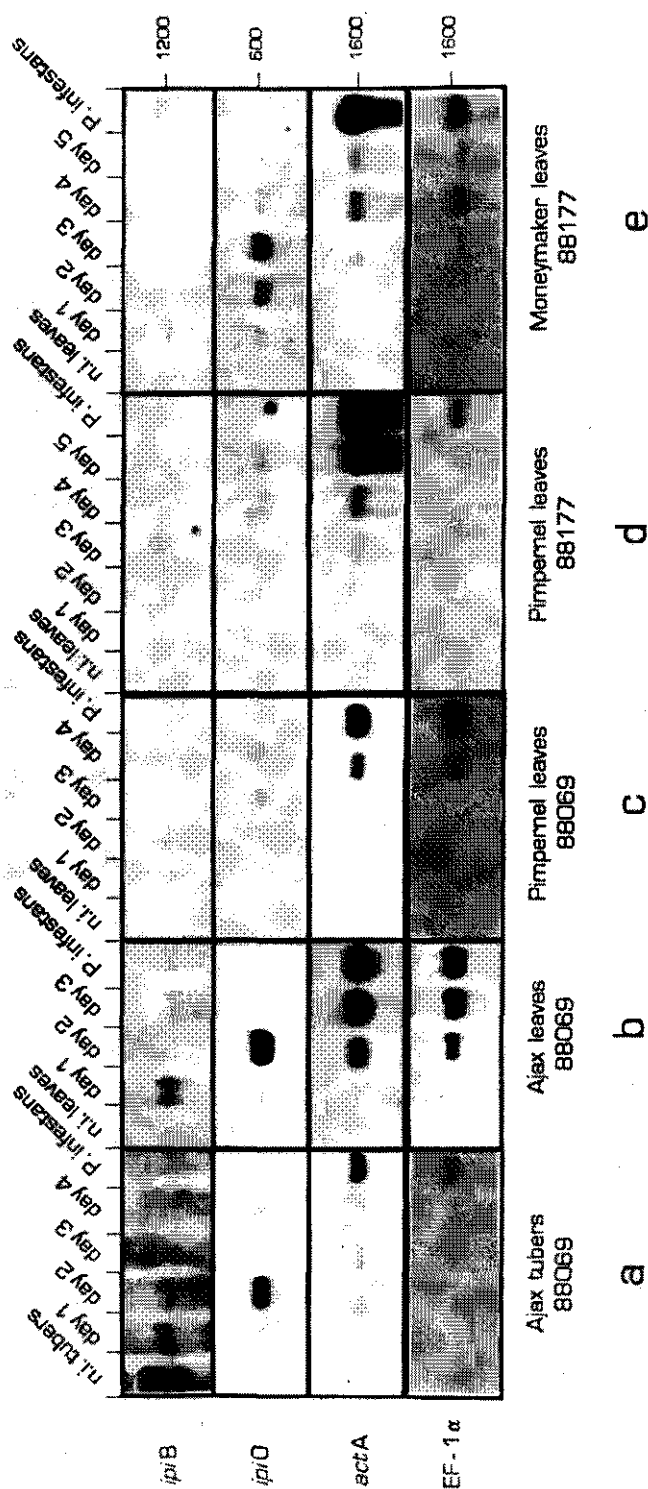 n.i. tubers day 1 day 2 day 3 day 4 P. infestans n.i. leaves day 1 day 2 day 3 P. infestans n.i. leaves day 1 day 2 day 3 day 4 P. infestans n.i. leaves day 1 day 2 day 3 day 4 day 5 P. infestans n.i. leaves day 1 day 2 day 3 day 4 day 5 P. infestans
ipiB 1200
ipiO 600
actA 1600
EF-1α 1600
Ajax tubers Ajax leaves Pimpernel leaves Pimpernel leaves Moneymaker leaves
88069 88069 88069 88177 88177
a b c d e